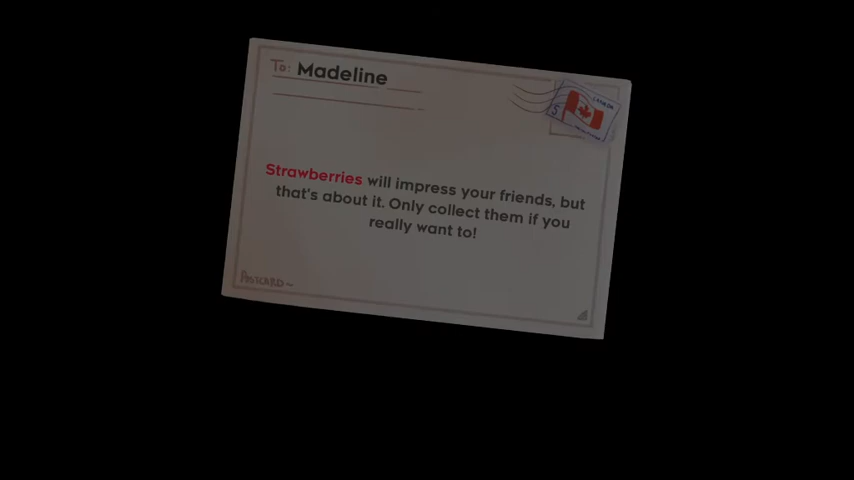 To: Madeline
Strawberries will impress your friends, but
that's about it. Only collect them if you
really want to!
POSTCARD~